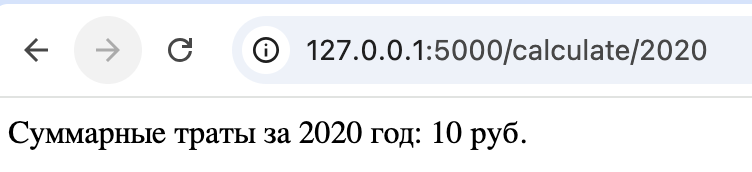 127.0.0.1:5000/calculate/2020
Суммарные траты за 2020 год: 10 руб.